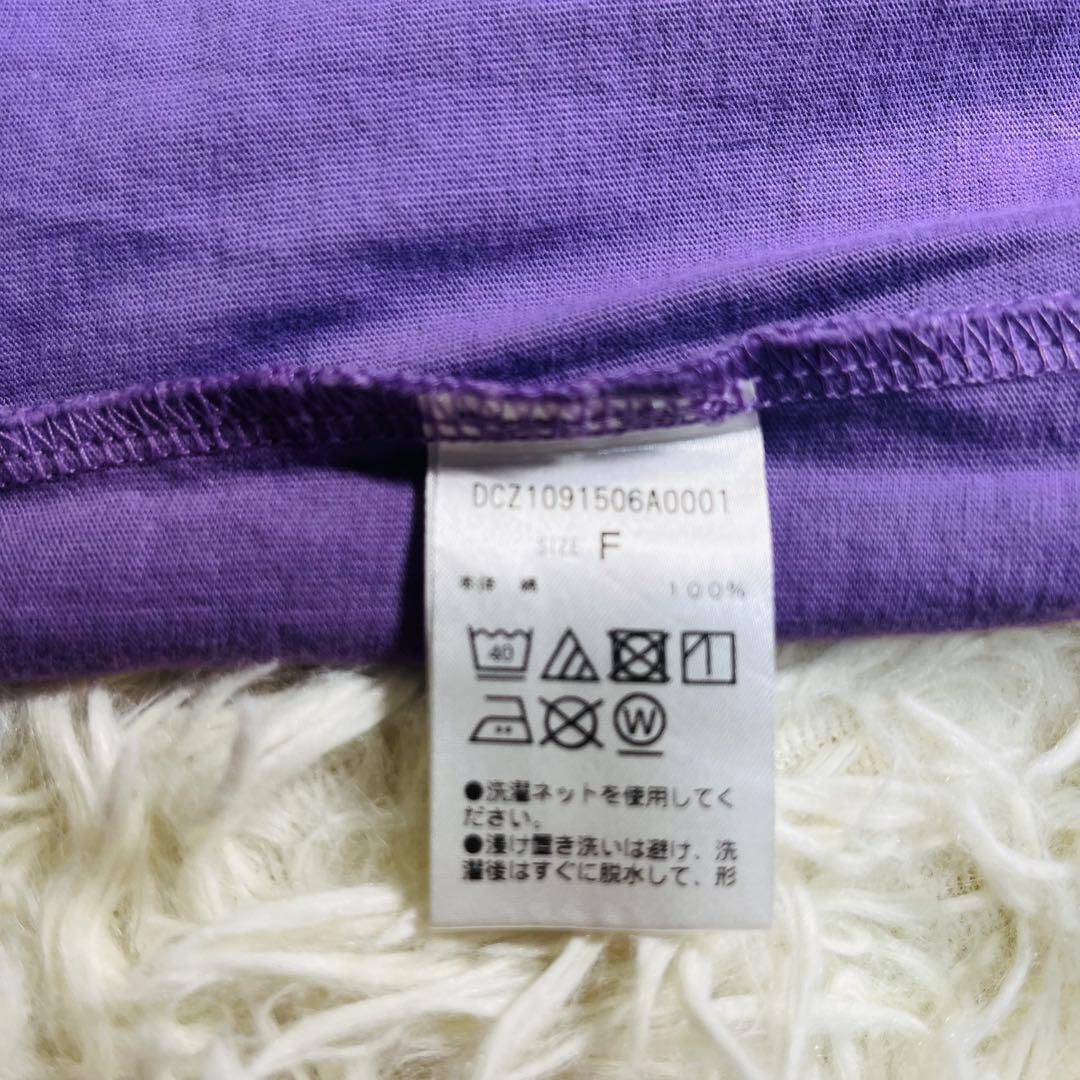 DCZ1091506A0001
SIZE F
本体 綿 100%
40
W
●洗濯ネットを使用してく
ださい。
●浸け置き洗いは避け、洗
濯後はすぐに脱水して、形